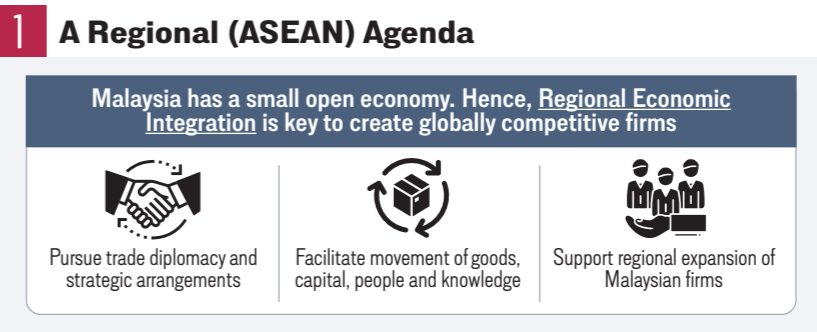 1 A Regional (ASEAN) Agenda
Malaysia has a small open economy. Hence, Regional Economic
Integration is key to create globally competitive firms
Pursue trade diplomacy and
strategic arrangements
Facilitate movement of goods,
capital, people and knowledge
Support regional expansion of
Malaysian firms